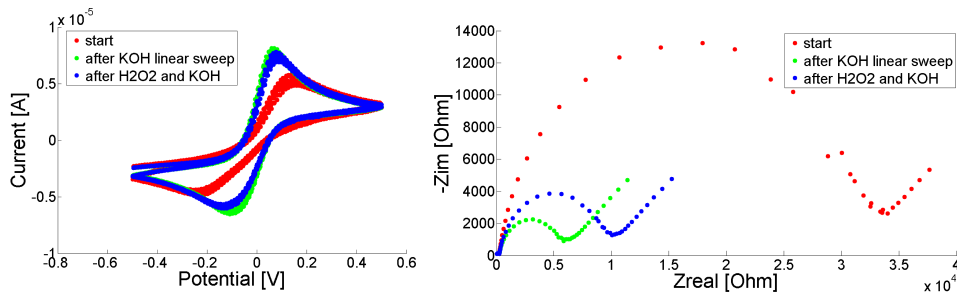 x 10^-5
1
0.5
0
-0.5
-1
-0.8
-0.6
-0.4
-0.2
0
0.2
0.4
0.6
Current [A]
Potential [V]
start
after KOH linear sweep
after H2O2 and KOH
14000
12000
10000
8000
6000
4000
2000
0
0
0.5
1
1.5
2
2.5
3
3.5
4
x 10^4
-Zim [Ohm]
Zreal [Ohm]
start
after KOH linear sweep
after H2O2 and KOH